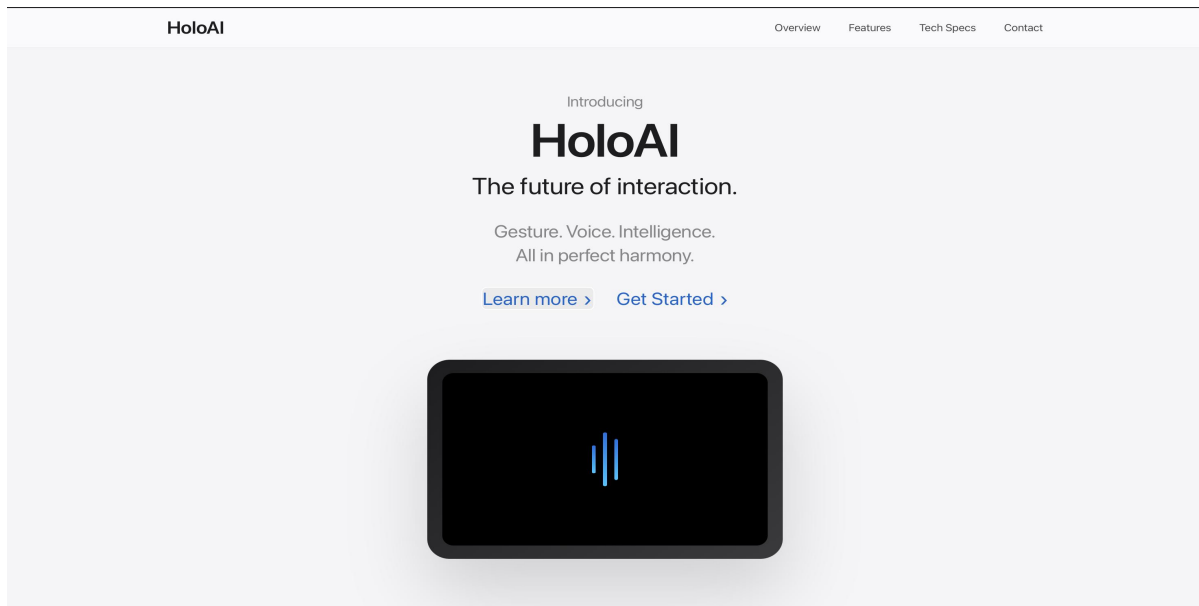 HoloAI
Overview Features Tech Specs Contact
Introducing
HoloAI
The future of interaction.
Gesture. Voice. Intelligence.
All in perfect harmony.
Learn more › Get Started ›